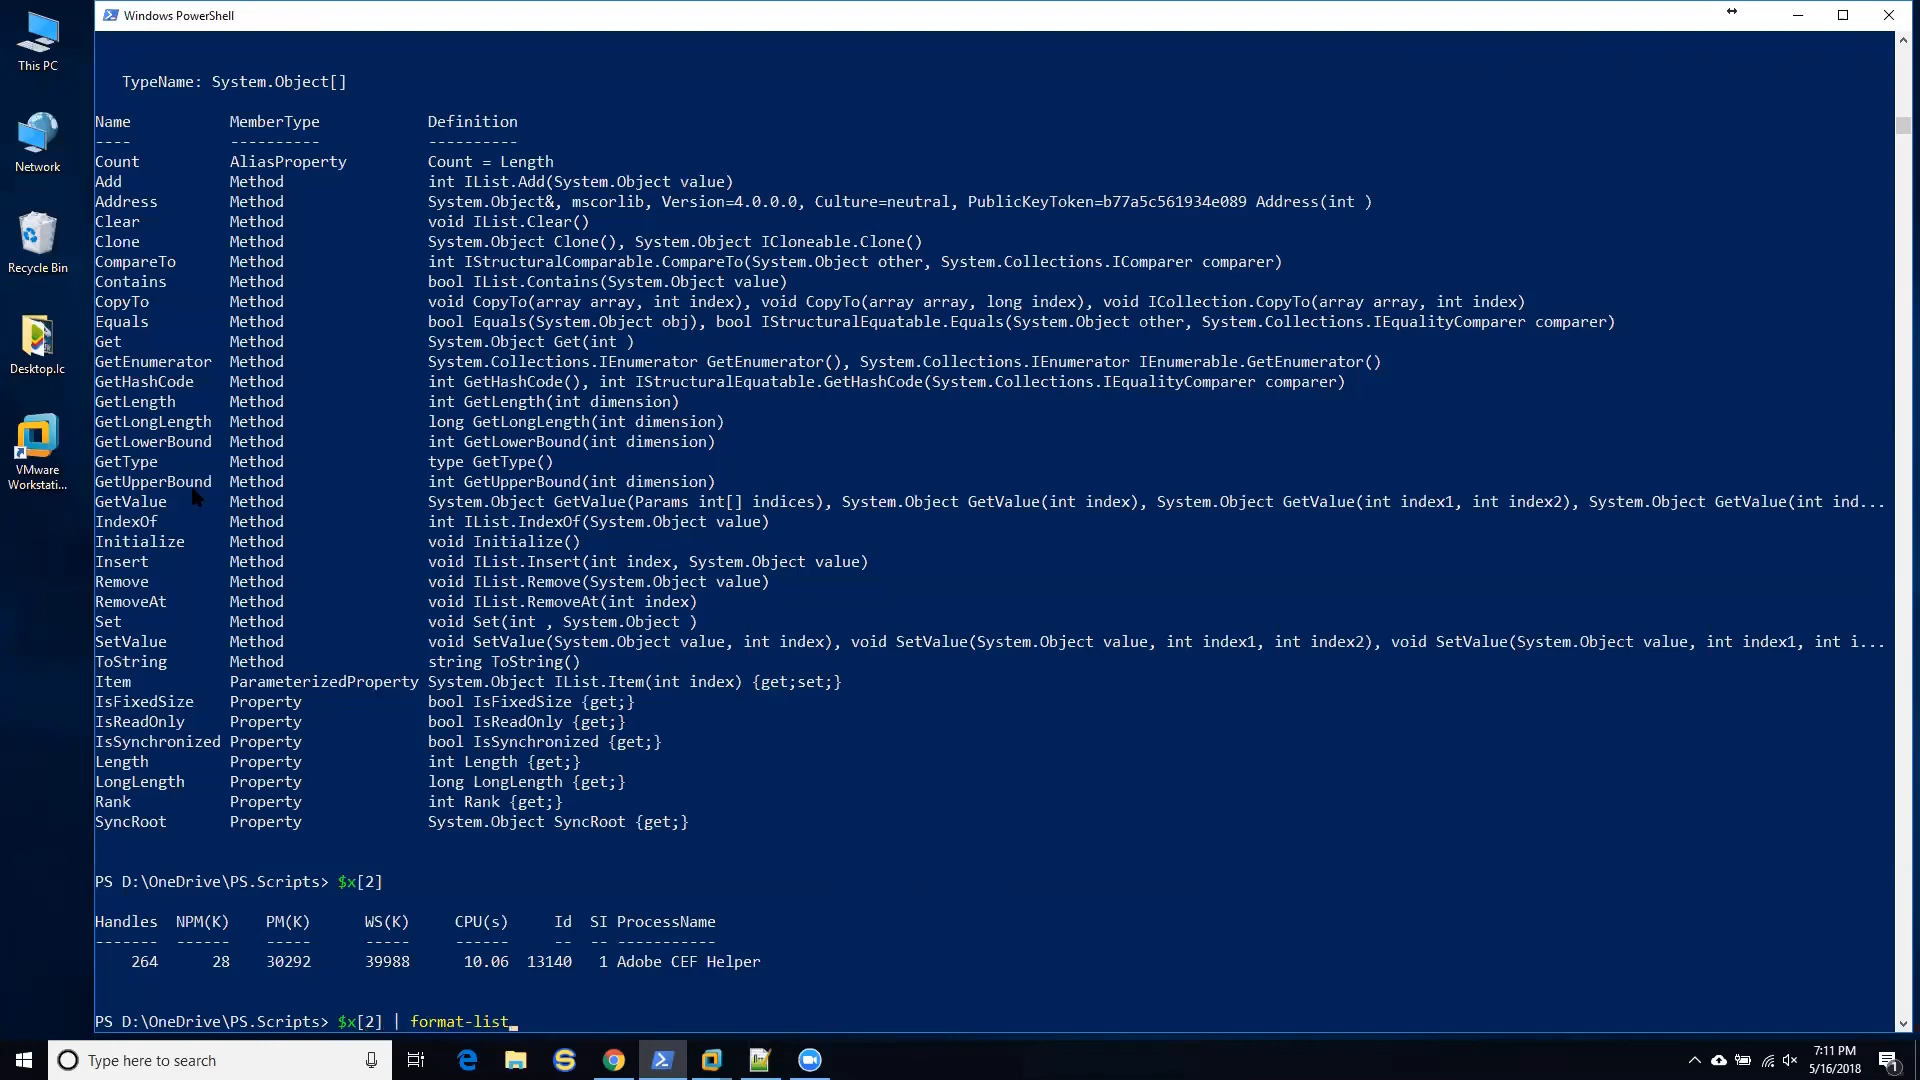 Windows PowerShell
This PC
Network
Recycle Bin
Desktop.lc
VMware
Workstati...
TypeName: System.Object[]
Name MemberType Definition
---- ---------- ----------
Count AliasProperty Count = Length
Add Method int IList.Add(System.Object value)
Address Method System.Object&, mscorlib, Version=4.0.0.0, Culture=neutral, PublicKeyToken=b77a5c561934e089 Address(int )
Clear Method void IList.Clear()
Clone Method System.Object Clone(), System.Object ICloneable.Clone()
CompareTo Method int IStructuralComparable.CompareTo(System.Object other, System.Collections.IComparer comparer)
Contains Method bool IList.Contains(System.Object value)
CopyTo Method void CopyTo(array array, int index), void CopyTo(array array, long index), void ICollection.CopyTo(array array, int index)
Equals Method bool Equals(System.Object obj), bool IStructuralEquatable.Equals(System.Object other, System.Collections.IEqualityComparer comparer)
Get Method System.Object Get(int )
GetEnumerator Method System.Collections.IEnumerator GetEnumerator(), System.Collections.IEnumerator IEnumerable.GetEnumerator()
GetHashCode Method int GetHashCode(), int IStructuralEquatable.GetHashCode(System.Collections.IEqualityComparer comparer)
GetLength Method int GetLength(int dimension)
GetLongLength Method long GetLongLength(int dimension)
GetLowerBound Method int GetLowerBound(int dimension)
GetType Method type GetType()
GetUpperBound Method int GetUpperBound(int dimension)
GetValue Method System.Object GetValue(Params int[] indices), System.Object GetValue(int index), System.Object GetValue(int index1, int index2), System.Object GetValue(int ind...
IndexOf Method int IList.IndexOf(System.Object value)
Initialize Method void Initialize()
Insert Method void IList.Insert(int index, System.Object value)
Remove Method void IList.Remove(System.Object value)
RemoveAt Method void IList.RemoveAt(int index)
Set Method void Set(int , System.Object )
SetValue Method void SetValue(System.Object value, int index), void SetValue(System.Object value, int index1, int index2), void SetValue(System.Object value, int index1, int i...
ToString Method string ToString()
Item ParameterizedProperty System.Object IList.Item(int index) {get;set;}
IsFixedSize Property bool IsFixedSize {get;}
IsReadOnly Property bool IsReadOnly {get;}
IsSynchronized Property bool IsSynchronized {get;}
Length Property int Length {get;}
LongLength Property long LongLength {get;}
Rank Property int Rank {get;}
SyncRoot Property System.Object SyncRoot {get;}
PS D:\OneDrive\PS.Scripts> $x[2]
Handles NPM(K) PM(K) WS(K) CPU(s) Id SI ProcessName
------- ------ ----- ----- ------ -- -- -----------
264 28 30292 39988 10.06 13140 1 Adobe CEF Helper
PS D:\OneDrive\PS.Scripts> $x[2] | format-list
Type here to search
7:11 PM
5/16/2018
1